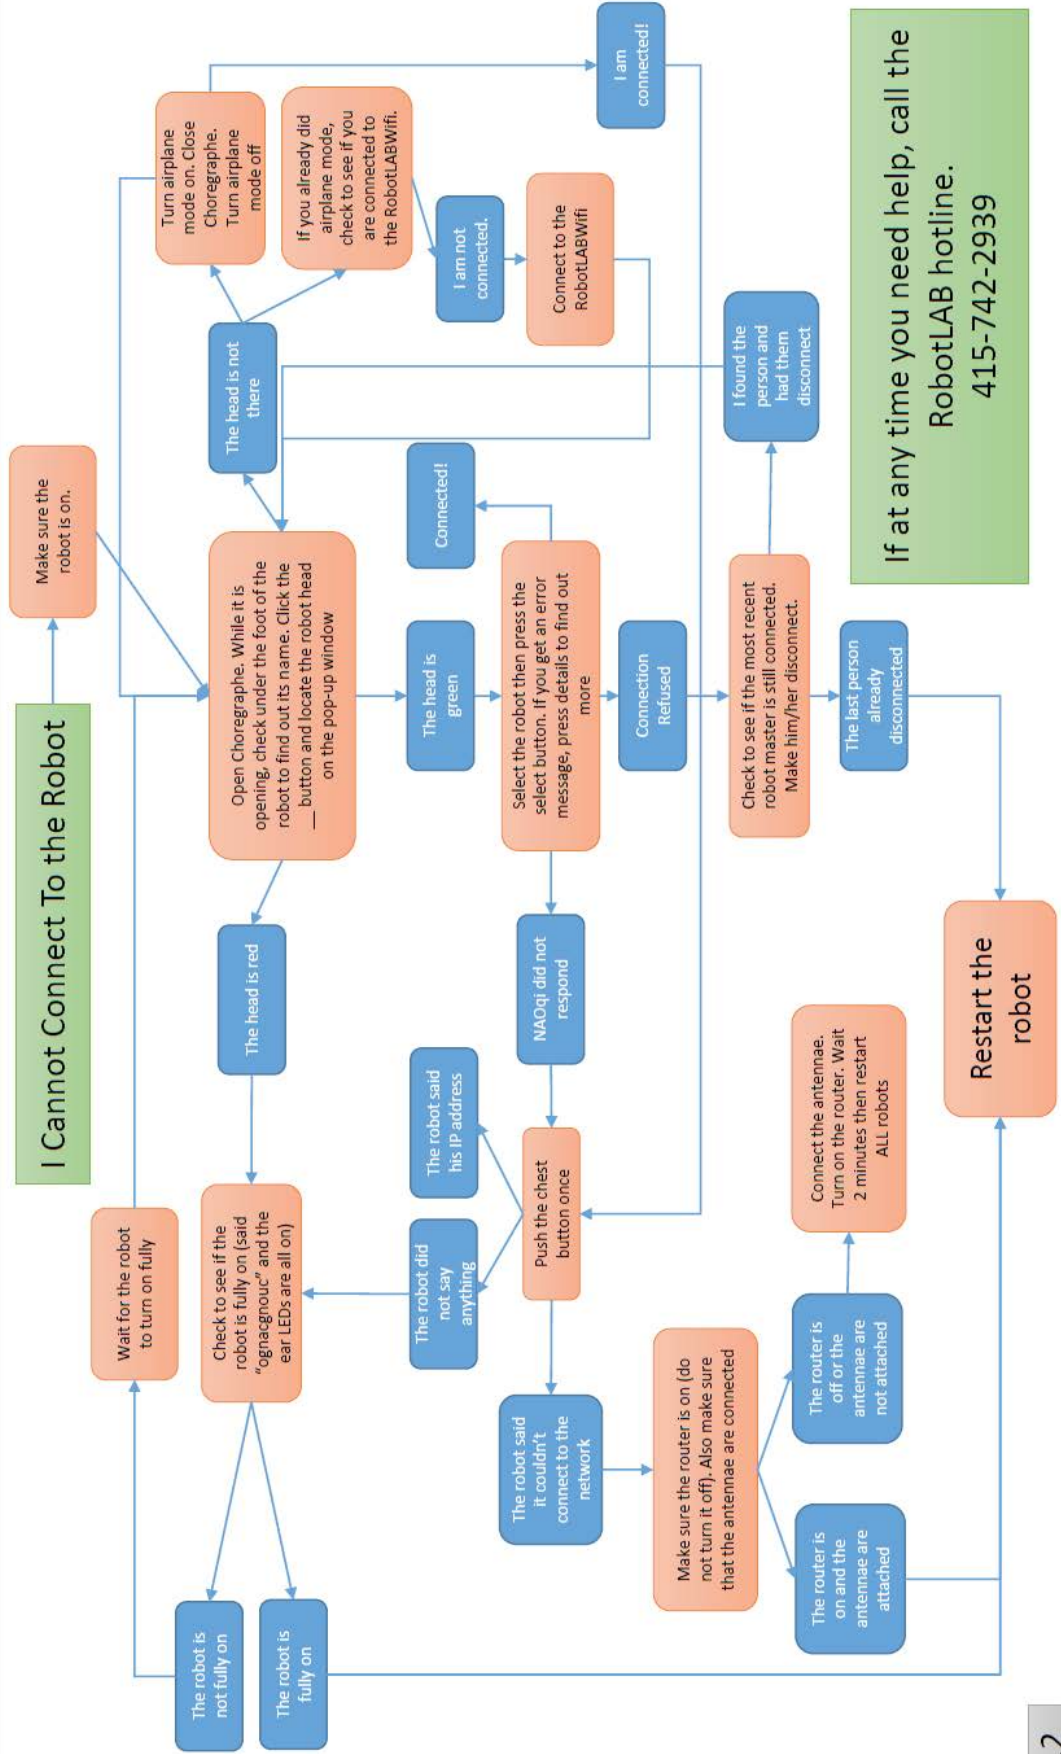 I Cannot Connect To the Robot
Make sure the
robot is on.
Wait for the robot
to turn on fully
Turn airplane
mode on. Close
Choregraphe.
Turn airplane
mode off
The robot is
not fully on
Check to see if the
robot is fully on (said
"ognacgnouc" and the
ear LEDs are all on)
The head is red
Open Choregraphe. While it is
opening, check under the foot of the
robot to find out its name. Click the
__ button and locate the robot head
on the pop-up window
The head is not
there
If you already did
airplane mode,
check to see if you
are connected to
the RobotLABWifi.
The robot is
fully on
The robot did
not say
anything
The robot said
his IP address
The head is
green
Connected!
I am not
connected.
The robot said
it couldn't
connect to the
network
Push the chest
button once
NAOqi did not
respond
Select the robot then press the
select button. If you get an error
message, press details to find out
more
Connect to the
RobotLABWifi
I am
connected!
Connection
Refused
Make sure the router is on (do
not turn it off). Also make sure
that the antennae are connected
Check to see if the most recent
robot master is still connected.
Make him/her disconnect.
I found the
person and
had them
disconnect
The router is
on and the
antennae are
attached
The router is
off or the
antennae are
not attached
Connect the antennae.
Turn on the router. Wait
2 minutes then restart
ALL robots
The last person
already
disconnected
Restart the
robot
If at any time you need help, call the
RobotLAB hotline.
415-742-2939
2